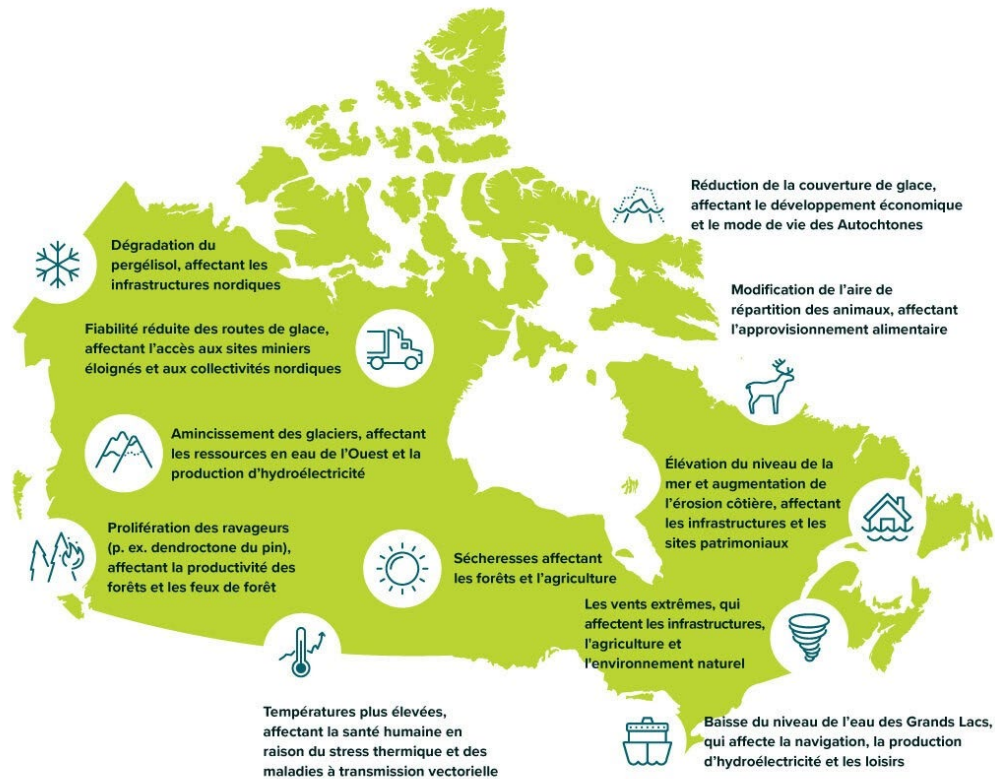 Réduction de la couverture de glace,
affectant le développement économique
et le mode de vie des Autochtones
Dégradation du
pergélisol, affectant les
infrastructures nordiques
Modification de l’aire de
répartition des animaux, affectant
l’approvisionnement alimentaire
Fiabilité réduite des routes de glace,
affectant l’accès aux sites miniers
éloignés et aux collectivités nordiques
Amincissement des glaciers, affectant
les ressources en eau de l’Ouest et la
production d’hydroélectricité
Élévation du niveau de la
mer et augmentation de
l’érosion côtière, affectant
les infrastructures et les
sites patrimoniaux
Prolifération des ravageurs
(p. ex. dendroctone du pin),
affectant la productivité des
forêts et les feux de forêt
Sécheresses affectant
les forêts et l’agriculture
Les vents extrêmes, qui
affectent les infrastructures,
l’agriculture et
l’environnement naturel
Températures plus élevées,
affectant la santé humaine en
raison du stress thermique et des
maladies à transmission vectorielle
Baisse du niveau de l’eau des Grands Lacs,
qui affecte la navigation, la production
d’hydroélectricité et les loisirs